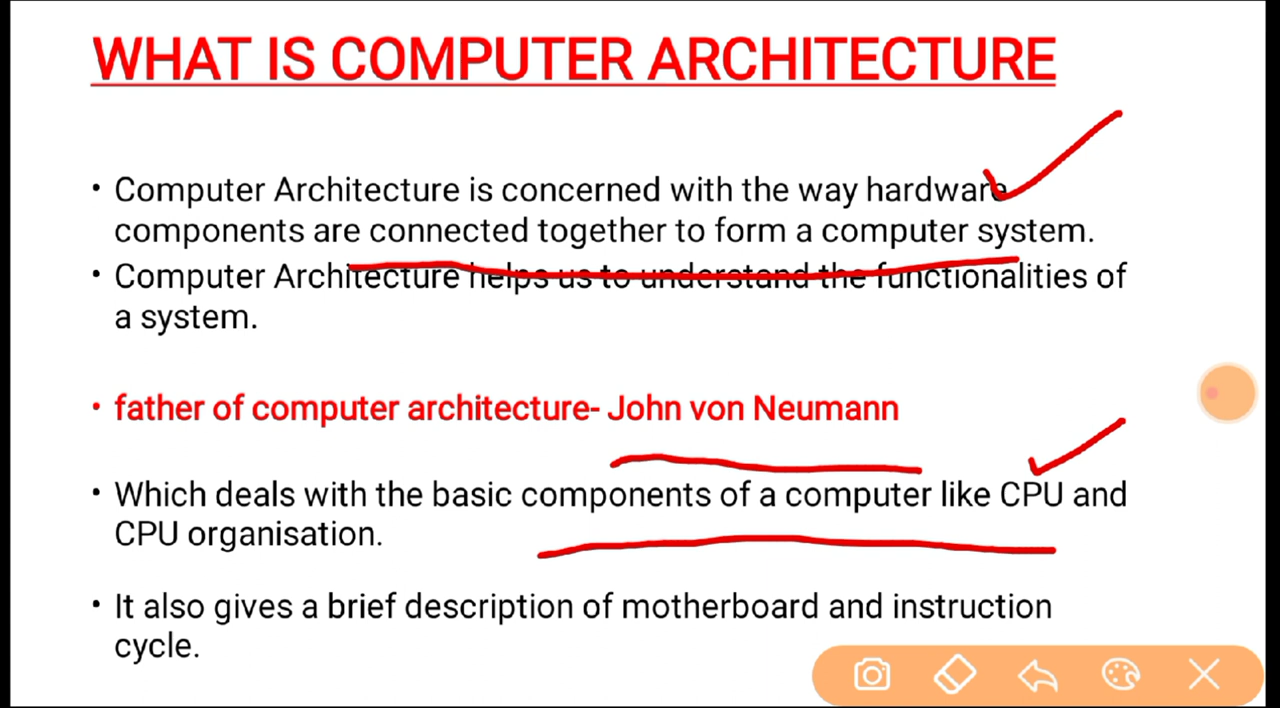 WHAT IS COMPUTER ARCHITECTURE
• Computer Architecture is concerned with the way hardware
components are connected together to form a computer system.
• Computer Architecture helps us to understand the functionalities of
a system.
• father of computer architecture- John von Neumann
• Which deals with the basic components of a computer like CPU and
CPU organisation.
• It also gives a brief description of motherboard and instruction
cycle.